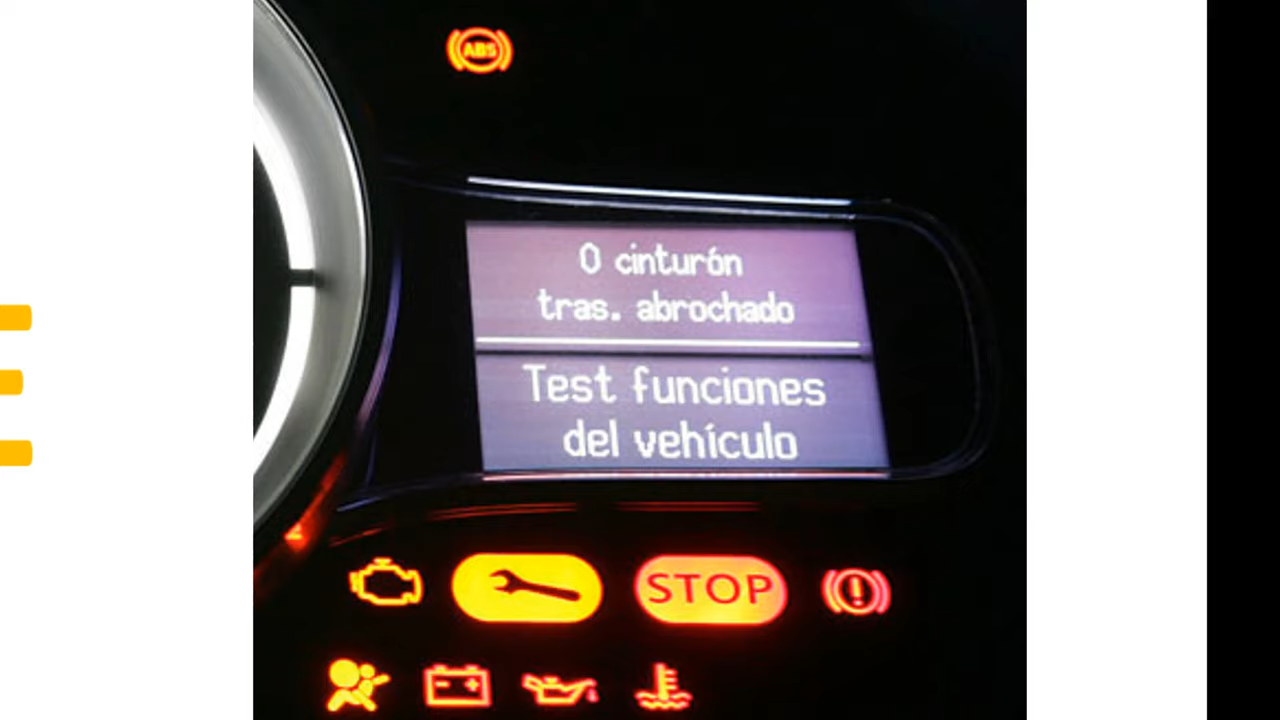 ABS
0 cinturón
tras. abrochado
Test funciones
del vehículo
STOP